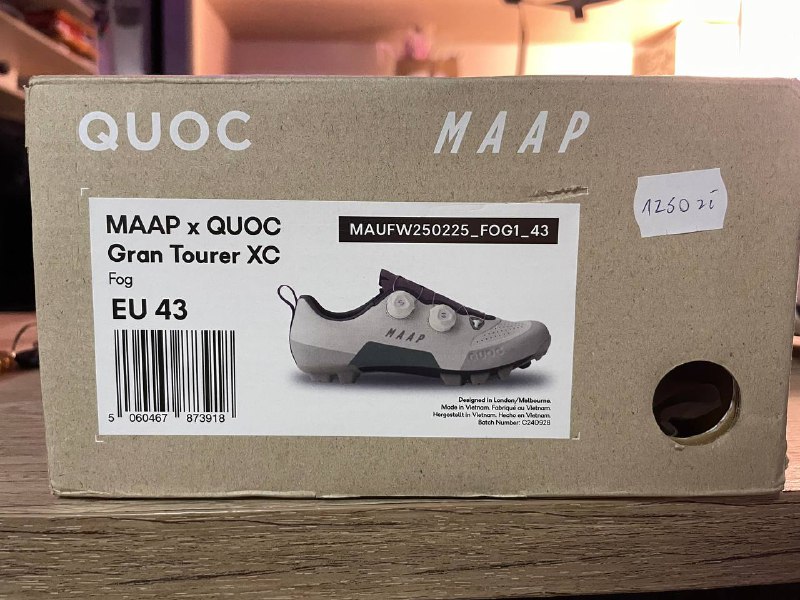 QUOC
MAAP
1250 zł
MAAP x QUOC
Gran Tourer XC
Fog
EU 43
MAUFW250225_FOG1_43
MAAP
QUOC
5 060467 873918
Designed in London/Melbourne.
Made in Vietnam. Fabriqué au Vietnam.
Hergestellt in Vietnam. Hecho en Vietnam.
Batch Number: C240928